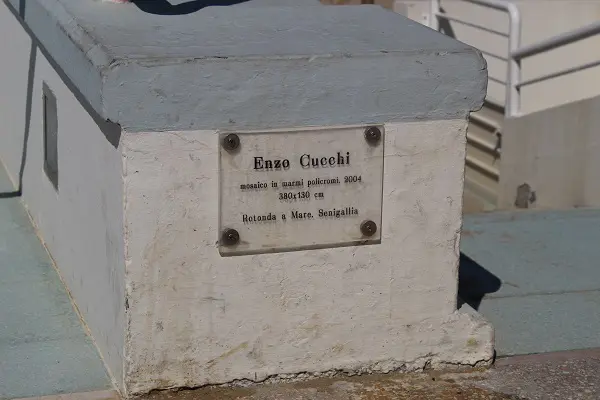 Enzo Cucchi
mosaico in marmi policromi. 2004
380x130 cm
Rotonda a Mare. Senigallia